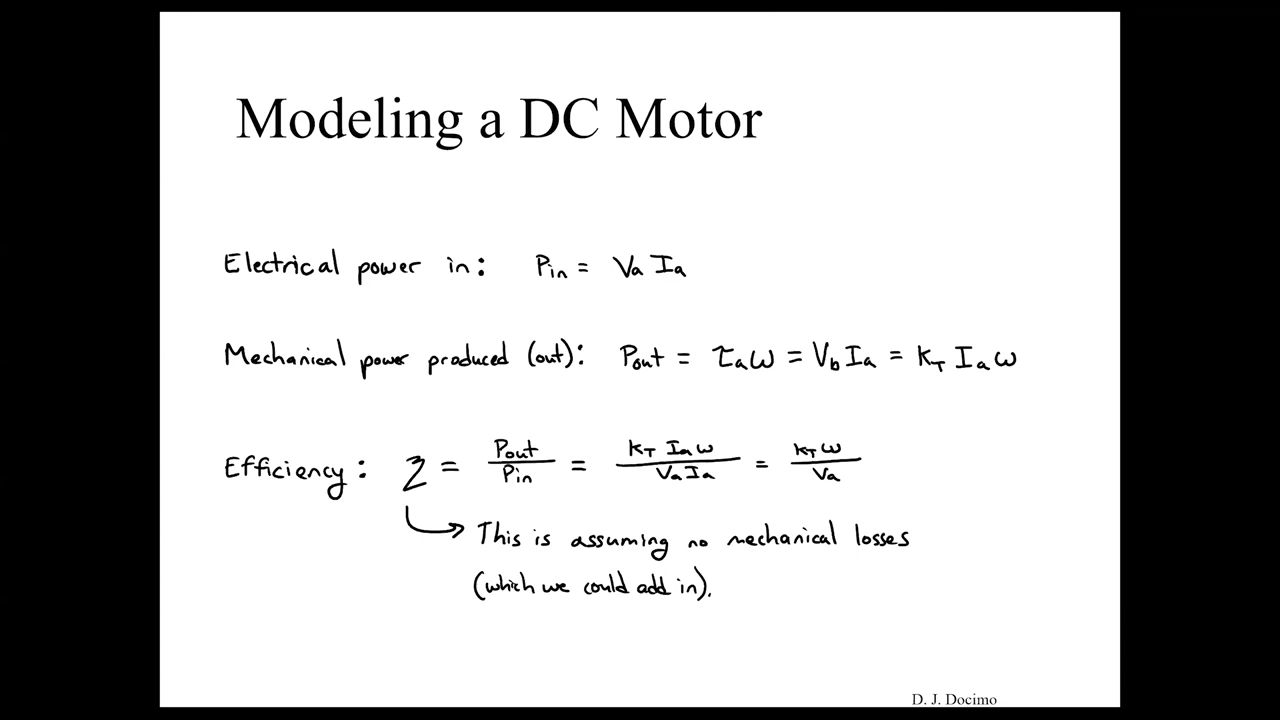 Modeling a DC Motor
Electrical power in: Pin = Va Ia
Mechanical power produced (out): Pout = τa ω = Vb Ia = kT Ia ω
Efficiency: η = Pout / Pin = kT Ia ω / Va Ia = kT ω / Va
This is assuming no mechanical losses
(which we could add in).
D. J. Docimo